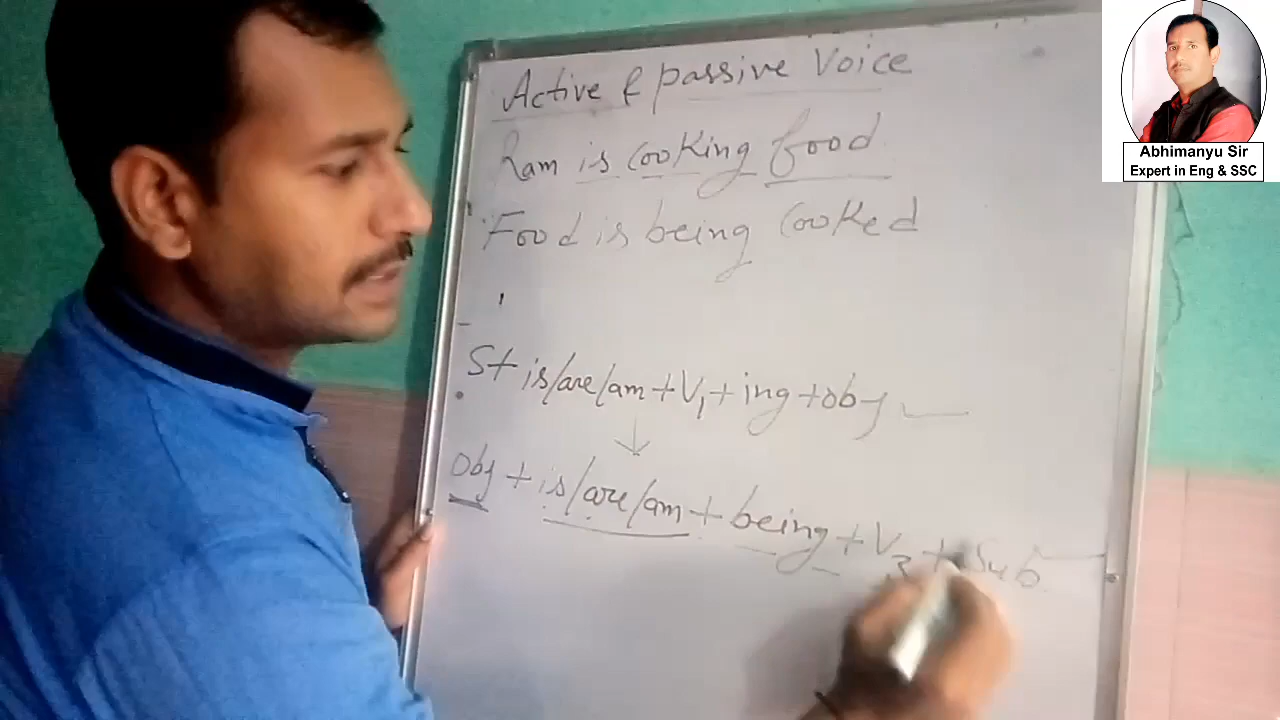 Active & Passive Voice
Ram is cooking food
Food is being cooked
S + is/are/am + V1 + ing + obj
Obj + is/are/am + being + V3 + Sub
Abhimanyu Sir
Expert in Eng & SSC